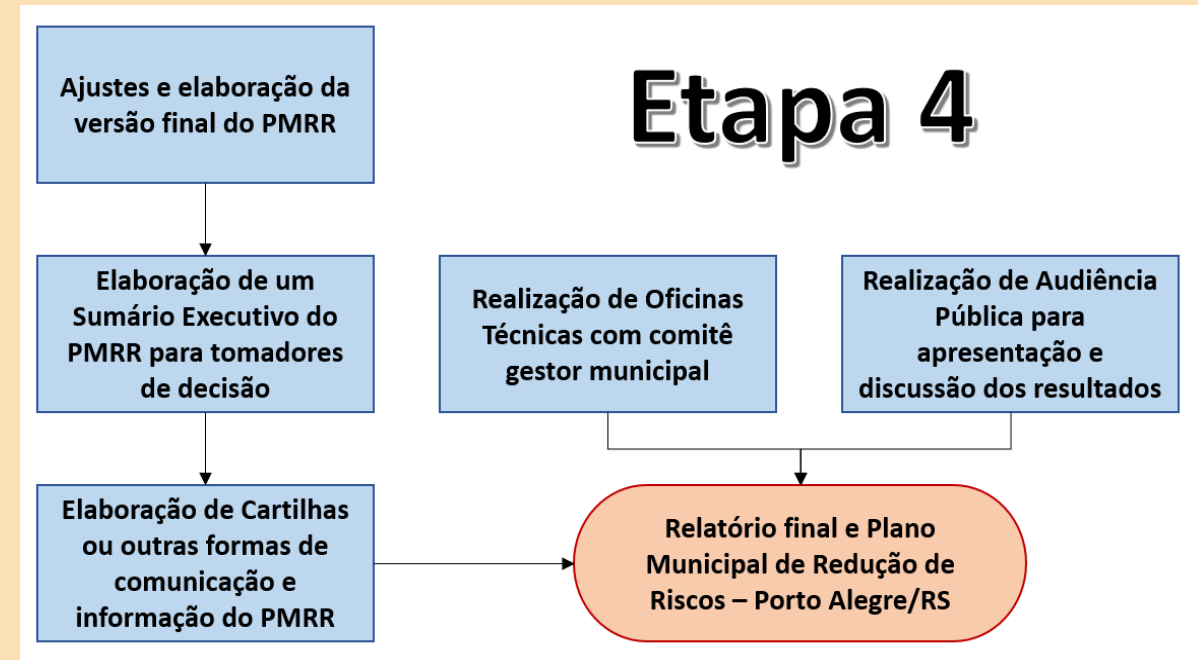 Etapa 4
Ajustes e elaboração da
versão final do PMRR
Elaboração de um
Sumário Executivo do
PMRR para tomadores
de decisão
Realização de Oficinas
Técnicas com comitê
gestor municipal
Realização de Audiência
Pública para
apresentação e
discussão dos resultados
Elaboração de Cartilhas
ou outras formas de
comunicação e
informação do PMRR
Relatório final e Plano
Municipal de Redução de
Riscos – Porto Alegre/RS